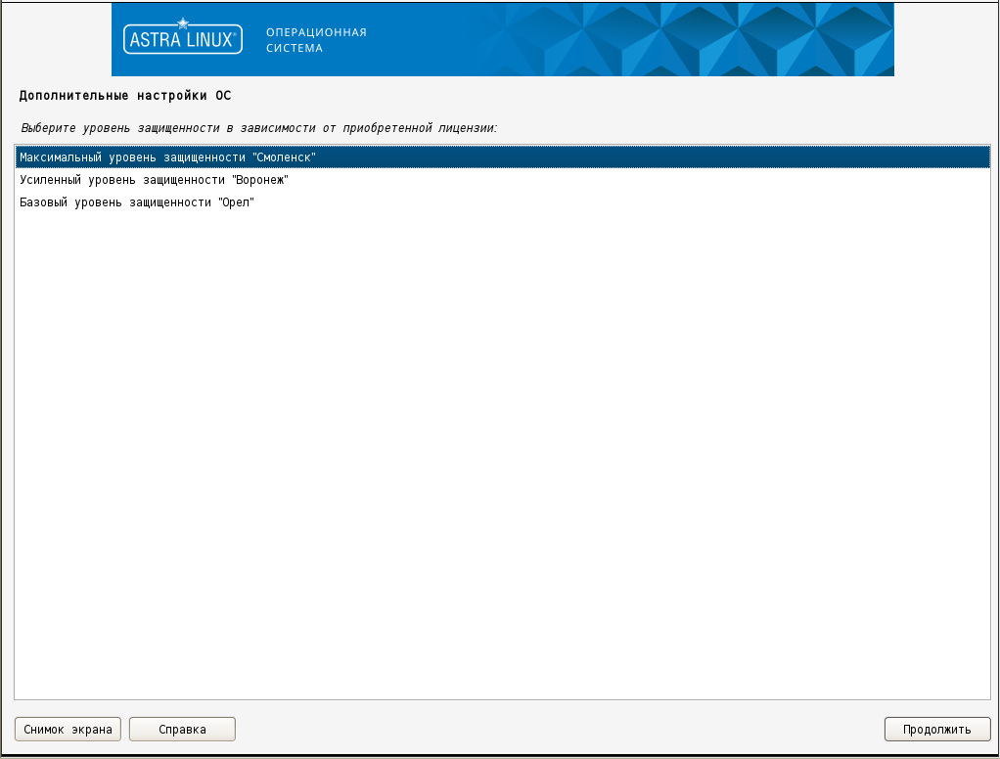 ASTRA LINUX®
ОПЕРАЦИОННАЯ
СИСТЕМА
Дополнительные настройки ОС
Выберите уровень защищенности в зависимости от приобретенной лицензии:
Максимальный уровень защищенности "Смоленск"
Усиленный уровень защищенности "Воронеж"
Базовый уровень защищенности "Орел"
Снимок экрана
Справка
Продолжить